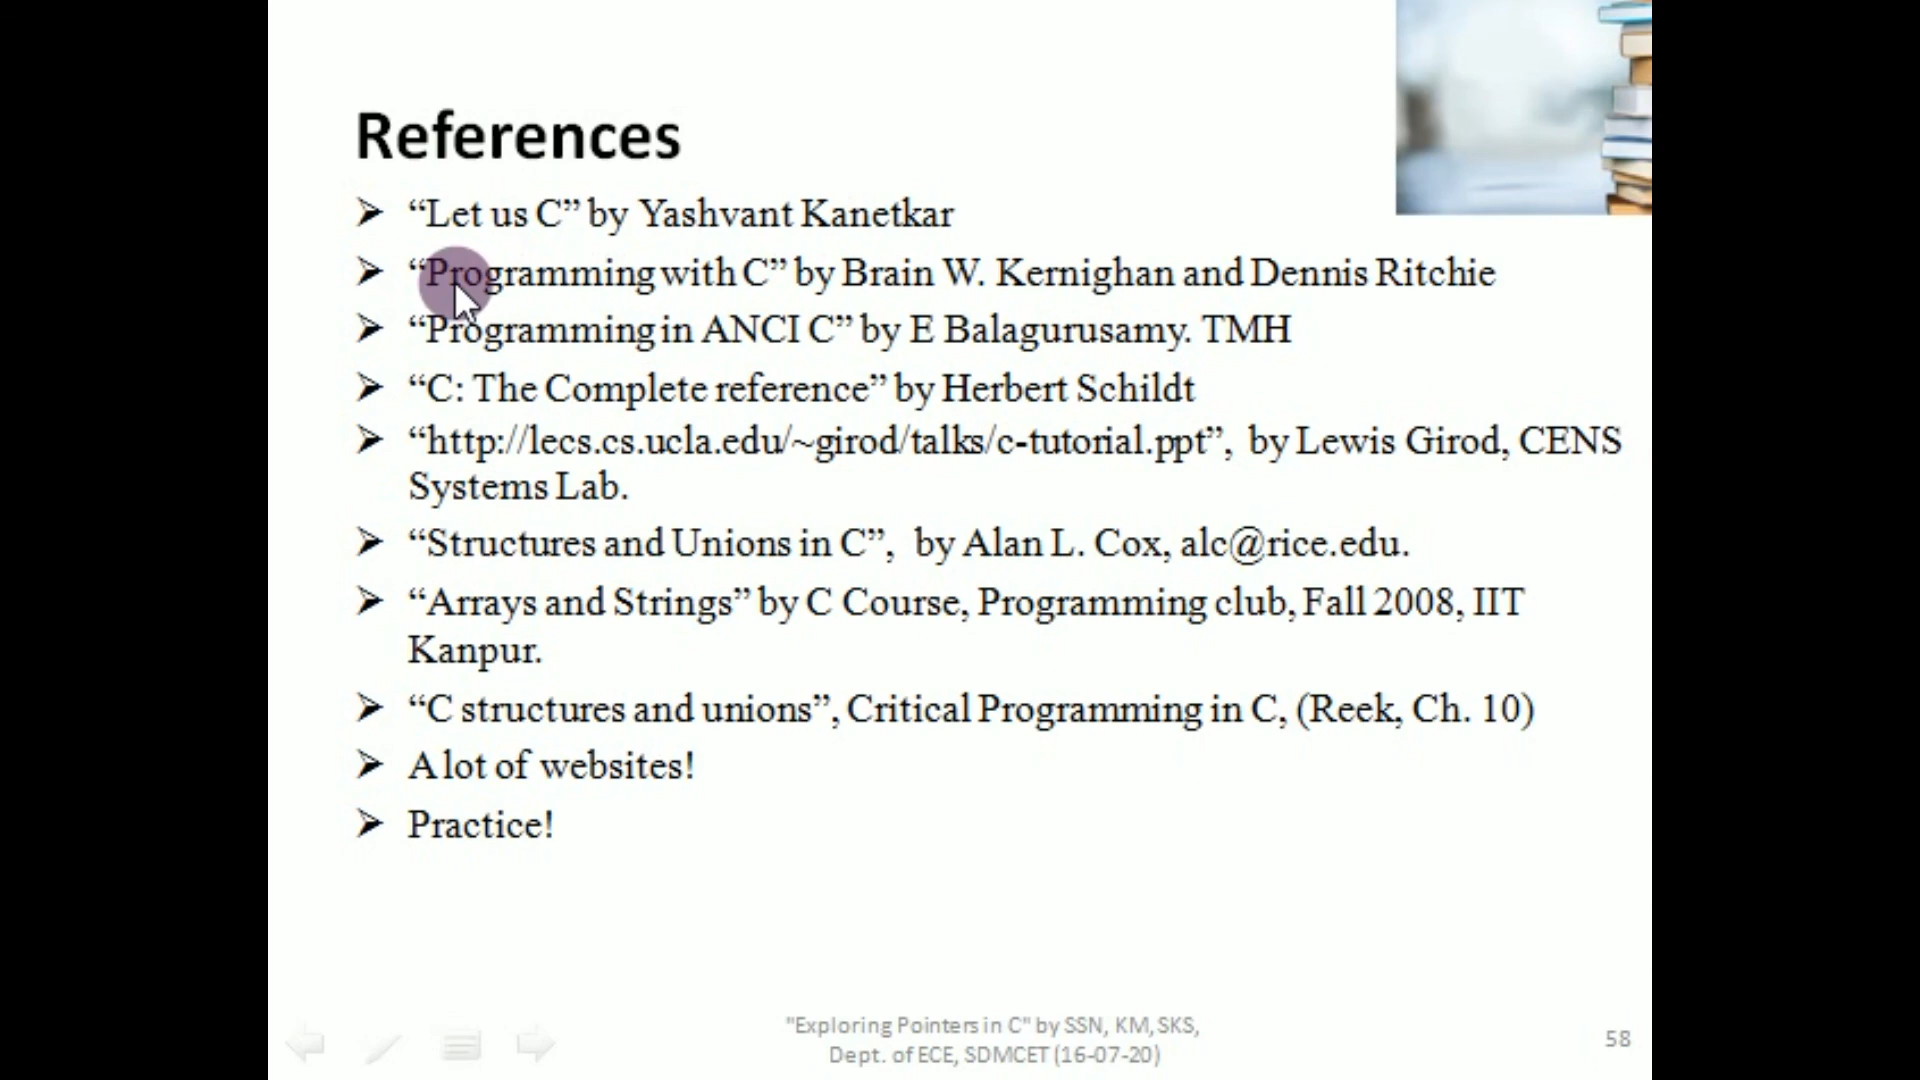 References
➢ “Let us C” by Yashvant Kanetkar
➢ “Programming with C” by Brain W. Kernighan and Dennis Ritchie
➢ “Programming in ANCI C” by E Balagurusamy. TMH
➢ “C: The Complete reference” by Herbert Schildt
➢ “http://lecs.cs.ucla.edu/~girod/talks/c-tutorial.ppt”, by Lewis Girod, CENS
Systems Lab.
➢ “Structures and Unions in C”, by Alan L. Cox, alc@rice.edu.
➢ “Arrays and Strings” by C Course, Programming club, Fall 2008, IIT
Kanpur.
➢ “C structures and unions”, Critical Programming in C, (Reek, Ch. 10)
➢ A lot of websites!
➢ Practice!
"Exploring Pointers in C" by SSN, KM, SKS,
Dept. of ECE, SDMCET (16-07-20)
58